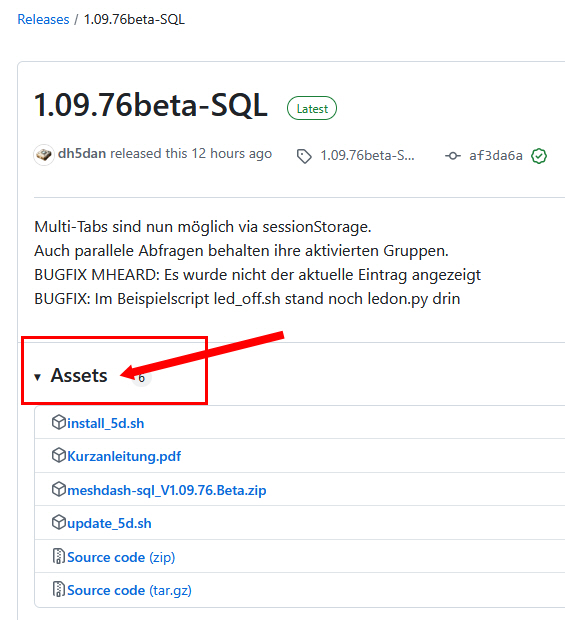 Releases / 1.09.76beta-SQL
1.09.76beta-SQL Latest
dh5dan released this 12 hours ago 1.09.76beta-S... af3da6a
Multi-Tabs sind nun möglich via sessionStorage.
Auch parallele Abfragen behalten ihre aktivierten Gruppen.
BUGFIX MHEARD: Es wurde nicht der aktuelle Eintrag angezeigt
BUGFIX: Im Beispielscript led_off.sh stand noch ledon.py drin
Assets 6
install_5d.sh
Kurzanleitung.pdf
meshdash-sql_V1.09.76.Beta.zip
update_5d.sh
Source code (zip)
Source code (tar.gz)